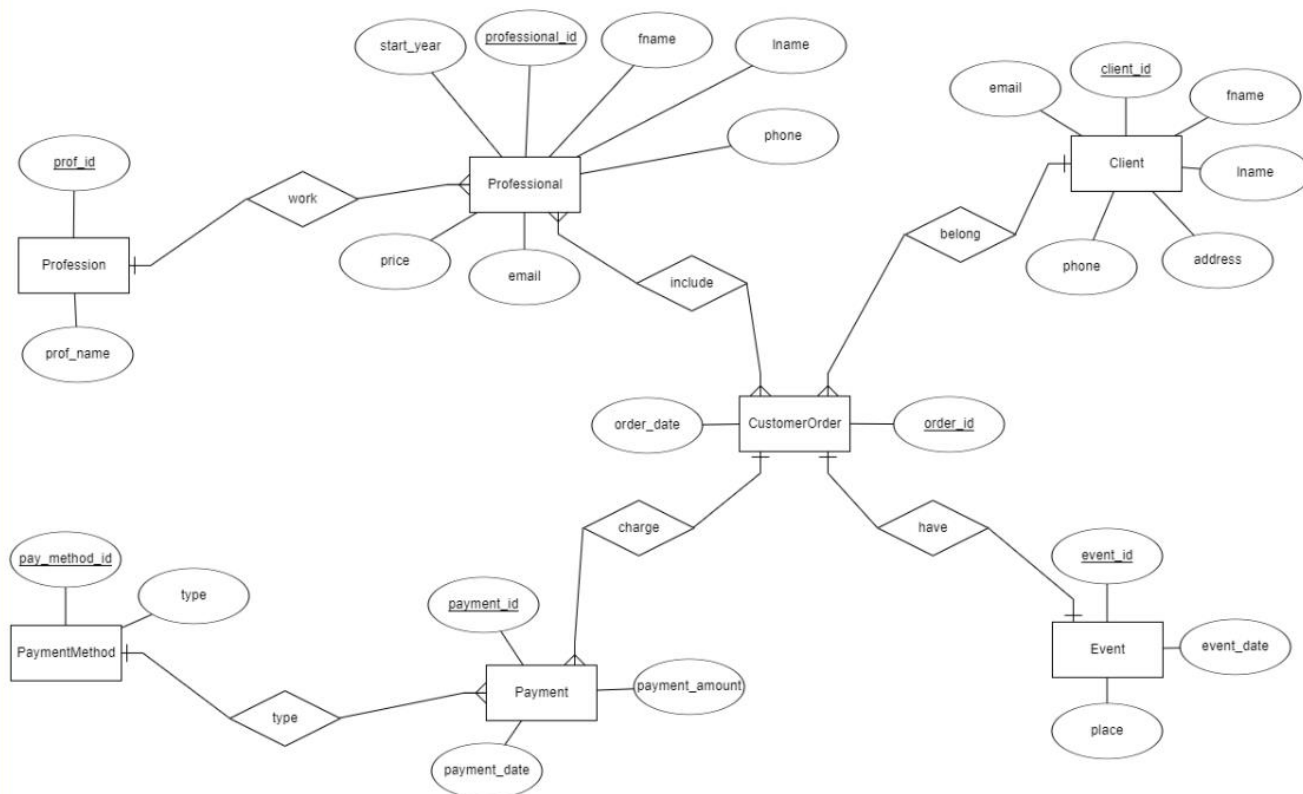 start_year
professional_id
fname
lname
phone
email
client_id
fname
lname
Client
address
phone
prof_id
work
Professional
belong
Profession
price
email
include
prof_name
order_date
CustomerOrder
order_id
charge
have
pay_method_id
type
event_id
payment_id
PaymentMethod
Event
event_date
Payment
payment_amount
type
place
payment_date